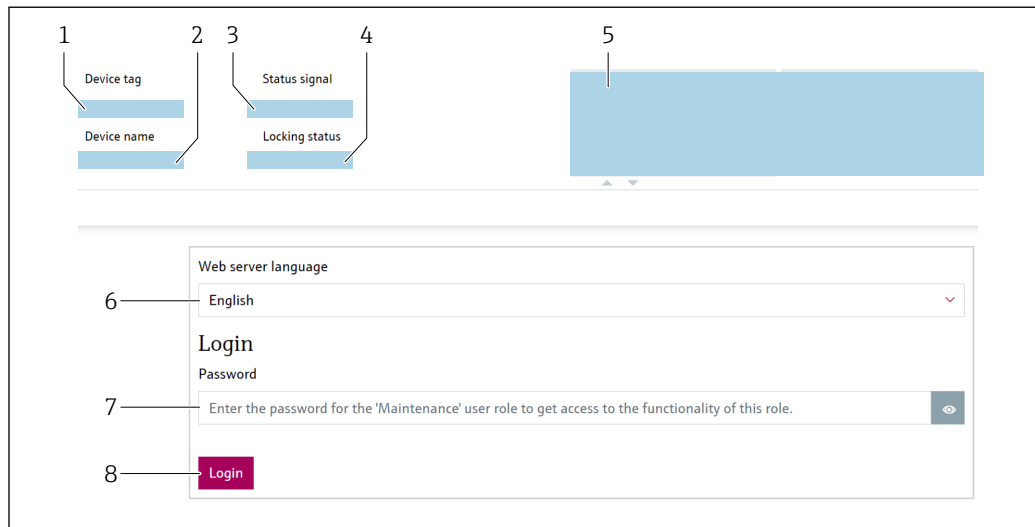 1 2 3 4 5
Device tag Status signal
Device name Locking status
Web server language
6 English
Login
Password
7 Enter the password for the 'Maintenance' user role to get access to the functionality of this role.
8 Login